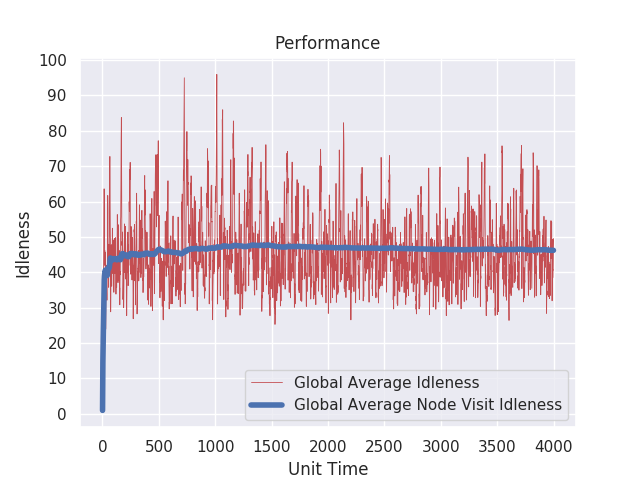 Performance
100
90
80
70
60
50
40
30
20
10
0
Idleness
Global Average Idleness
Global Average Node Visit Idleness
0 500 1000 1500 2000 2500 3000 3500 4000
Unit Time